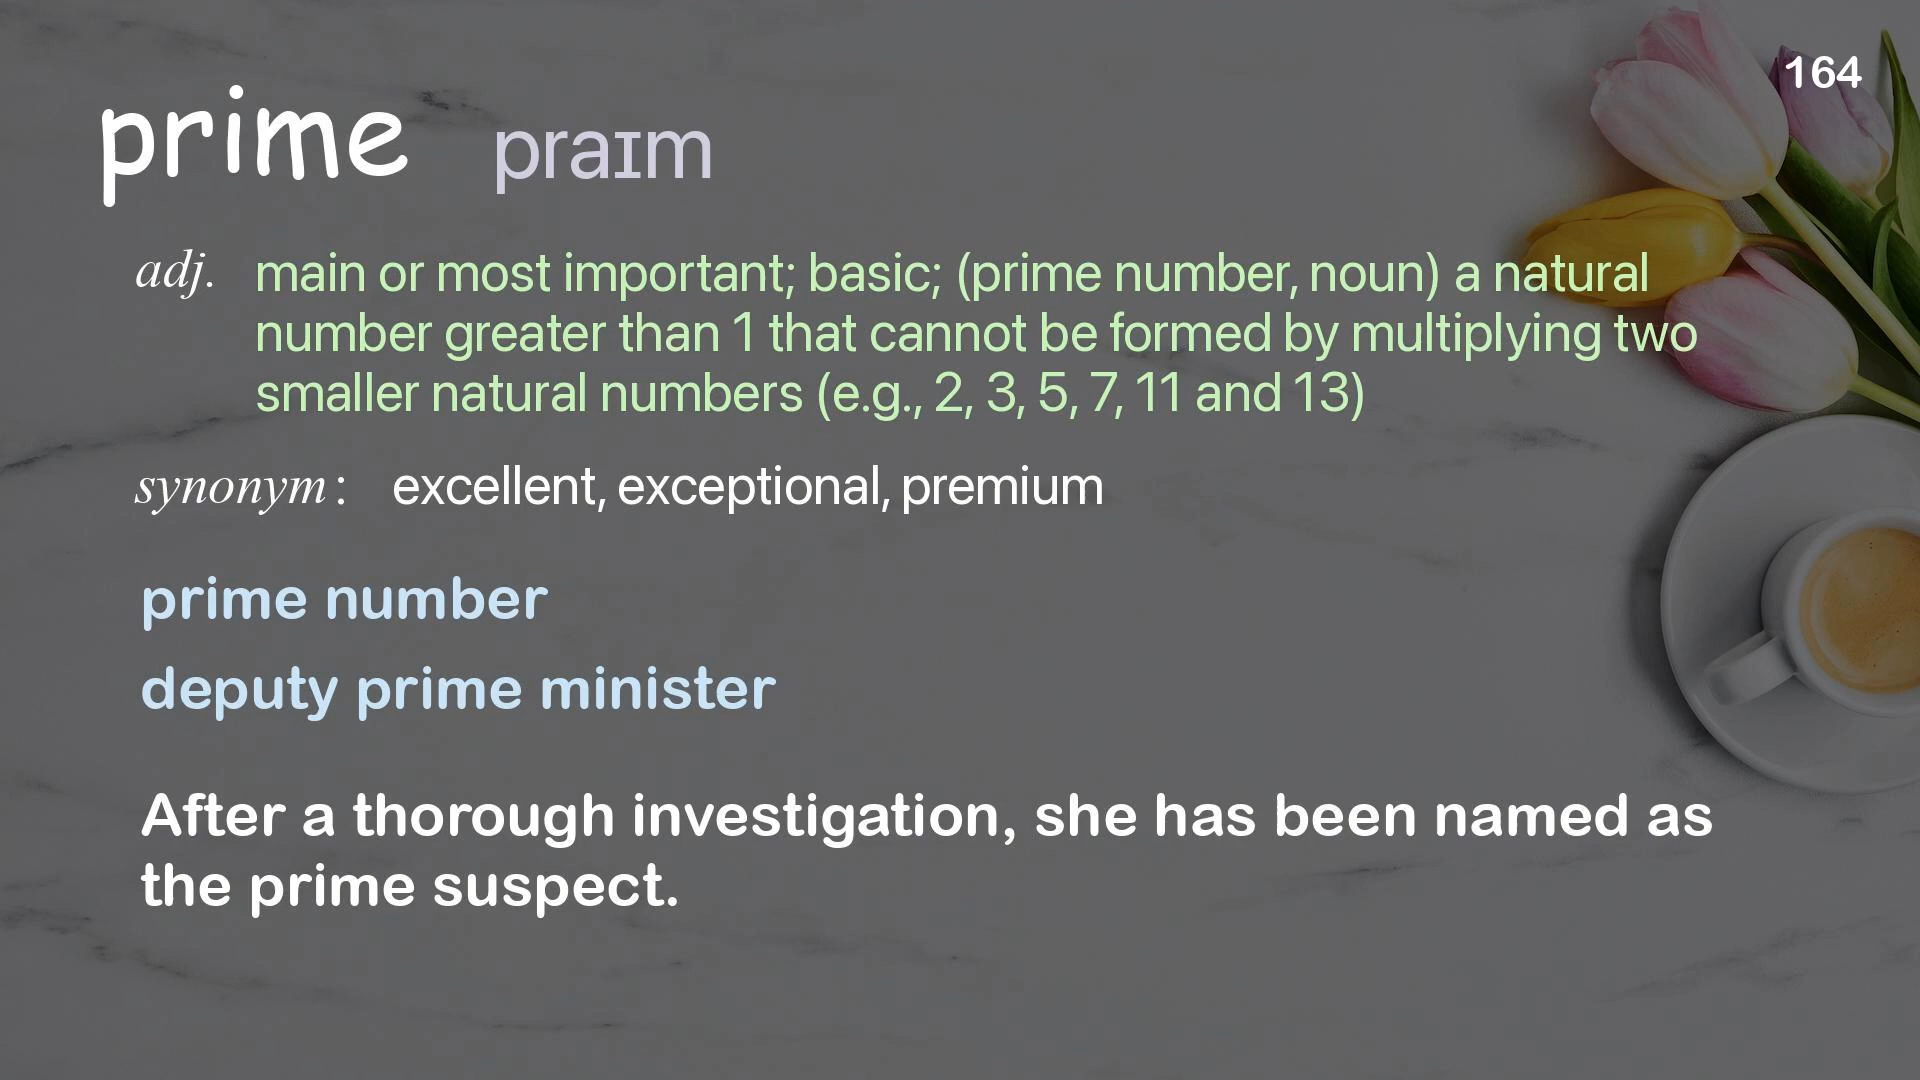 164
prime praɪm
adj. main or most important; basic; (prime number, noun) a natural
number greater than 1 that cannot be formed by multiplying two
smaller natural numbers (e.g., 2, 3, 5, 7, 11 and 13)
synonym: excellent, exceptional, premium
prime number
deputy prime minister
After a thorough investigation, she has been named as
the prime suspect.